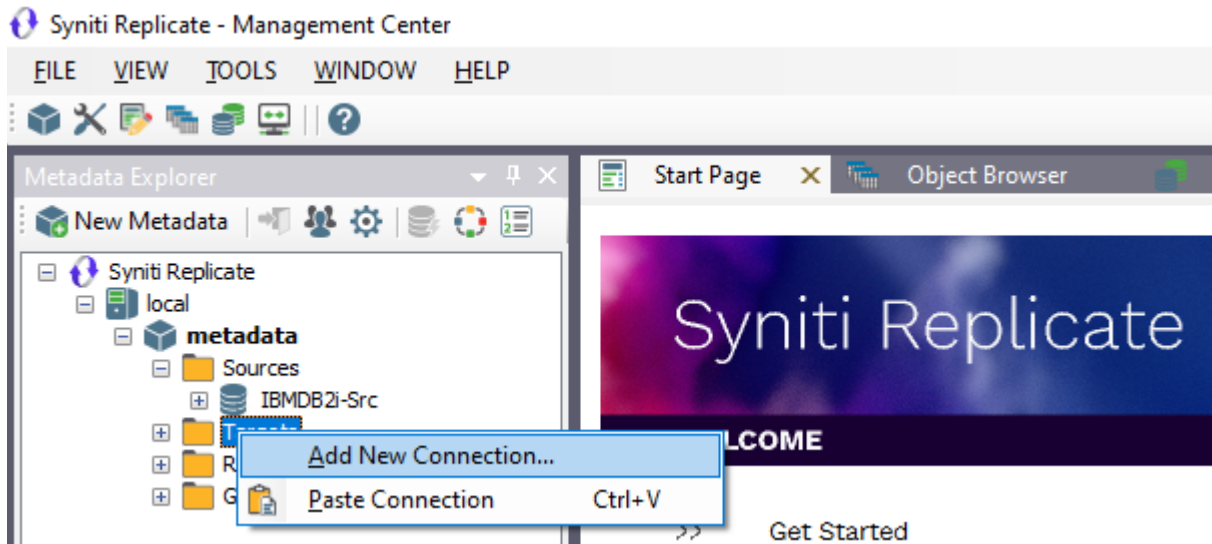 Syniti Replicate - Management Center
FILE VIEW TOOLS WINDOW HELP
Metadata Explorer
Start Page
Object Browser
New Metadata
Syniti Replicate
local
metadata
Sources
IBMDB2i-Src
Add New Connection...
R
G
Paste Connection Ctrl+V
Syniti Replicate
LCOME
>> Get Started